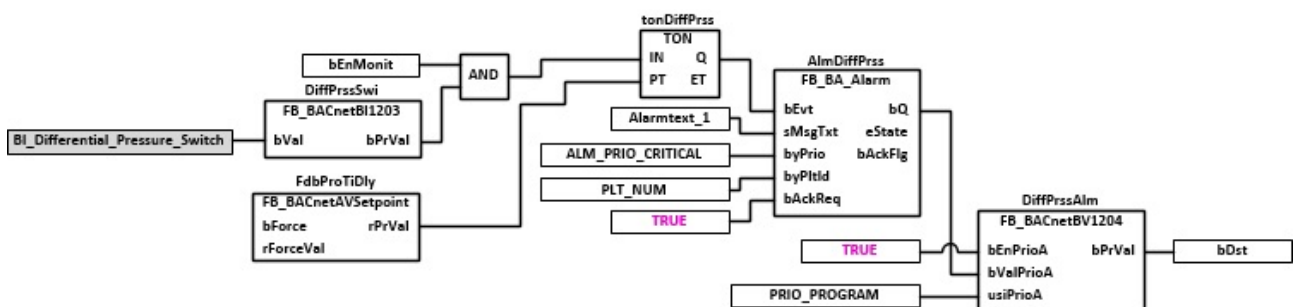 tonDiffPrss
TON
IN Q
PT ET
bEnMonit
AND
DiffPrssSwi
FB_BACnetBI1203
bVal bPrVal
BI_Differential_Pressure_Switch
FdbProTiDly
FB_BACnetAVSetpoint
bForce rPrVal
rForceVal
AlmDiffPrss
FB_BA_Alarm
bEvt bQ
sMsgTxt eState
byPrio bAckFlg
byPltId
bAckReq
Alarmtext_1
ALM_PRIO_CRITICAL
PLT_NUM
TRUE
DiffPrssAlm
FB_BACnetBV1204
bEnPrioA bPrVal
bValPrioA
usiPrioA
TRUE
PRIO_PROGRAM
bDst